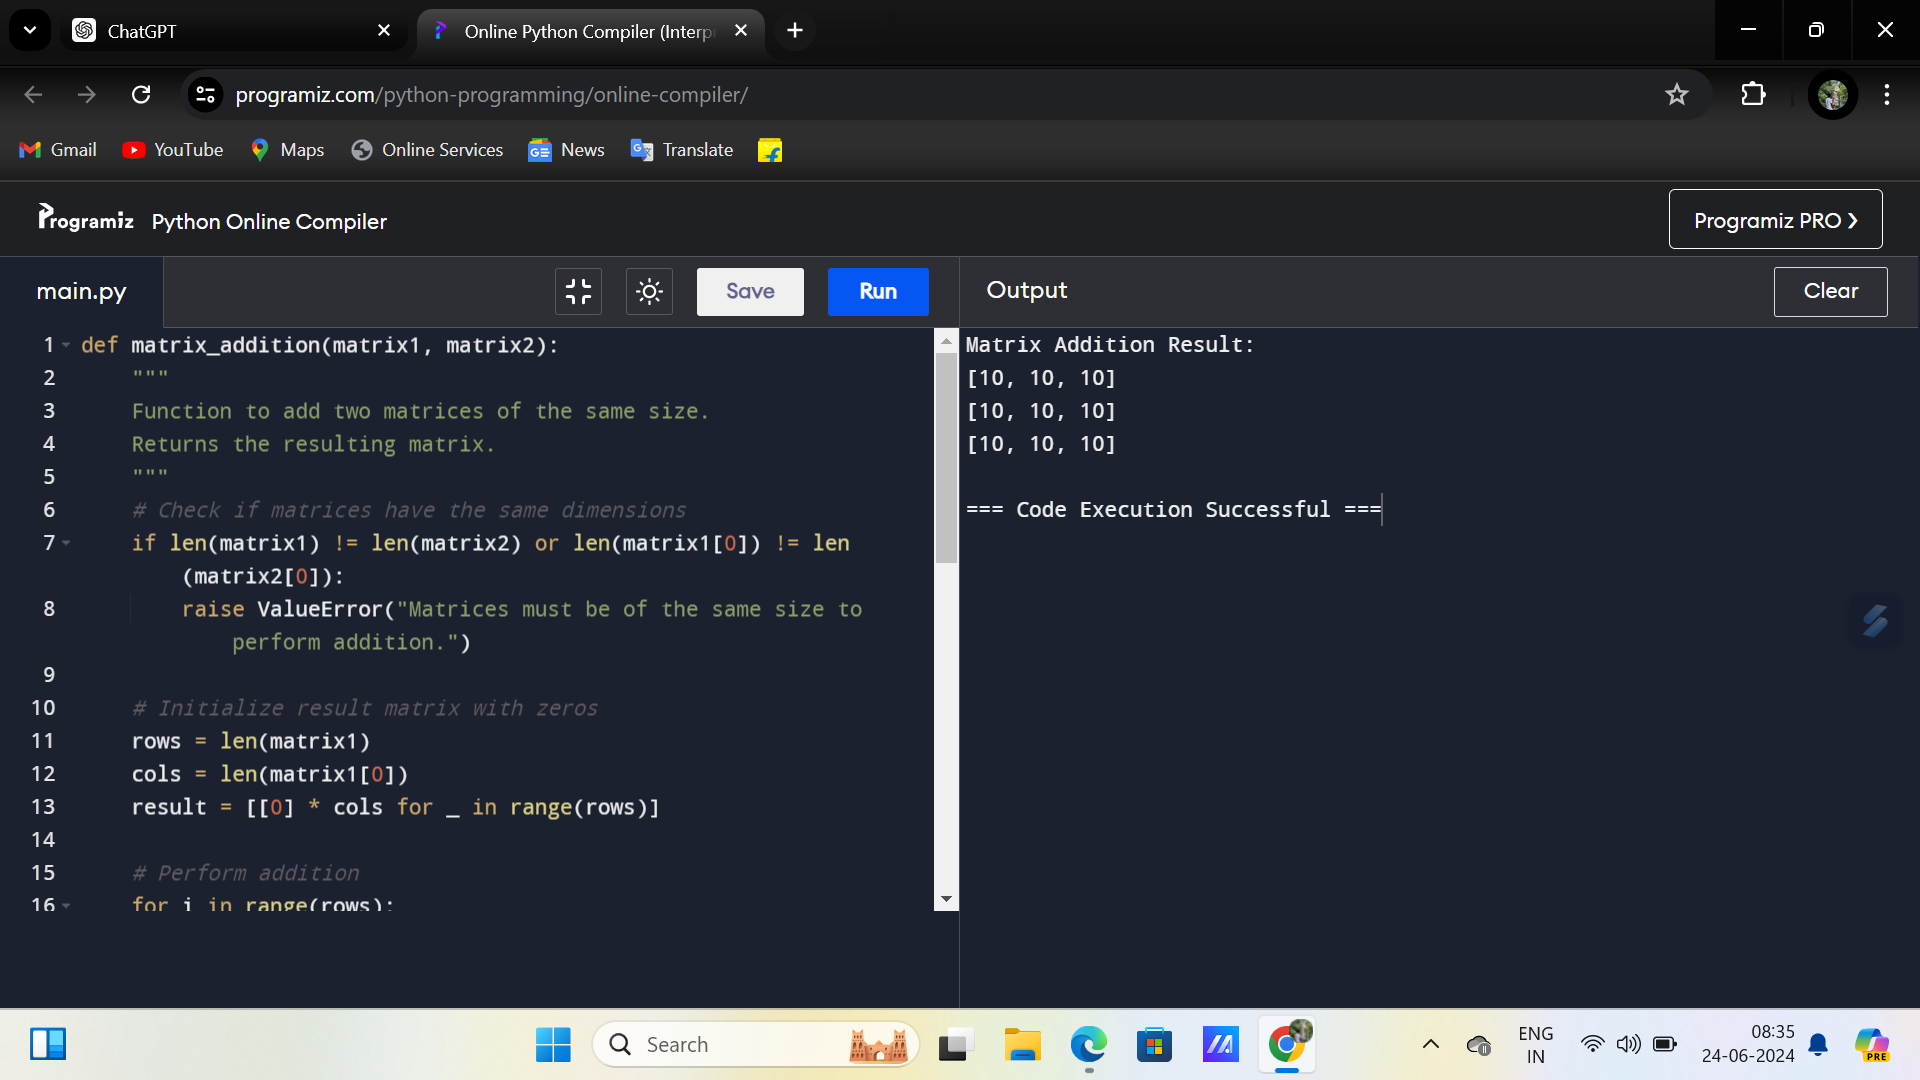 ChatGPT
Online Python Compiler (Interp
programiz.com/python-programming/online-compiler/
Gmail YouTube Maps Online Services News Translate
Programiz Python Online Compiler
Programiz PRO ❯
main.py
Save
Run
Output
Clear
1 def matrix_addition(matrix1, matrix2):
2 """
3 Function to add two matrices of the same size.
4 Returns the resulting matrix.
5 """
6 # Check if matrices have the same dimensions
7 if len(matrix1) != len(matrix2) or len(matrix1[0]) != len
(matrix2[0]):
8 raise ValueError("Matrices must be of the same size to
perform addition.")
9
10 # Initialize result matrix with zeros
11 rows = len(matrix1)
12 cols = len(matrix1[0])
13 result = [[0] * cols for _ in range(rows)]
14
15 # Perform addition
16 for i in range(rows):
Matrix Addition Result:
[10, 10, 10]
[10, 10, 10]
[10, 10, 10]
=== Code Execution Successful ===
Search
ENG
IN
08:35
24-06-2024
PRE